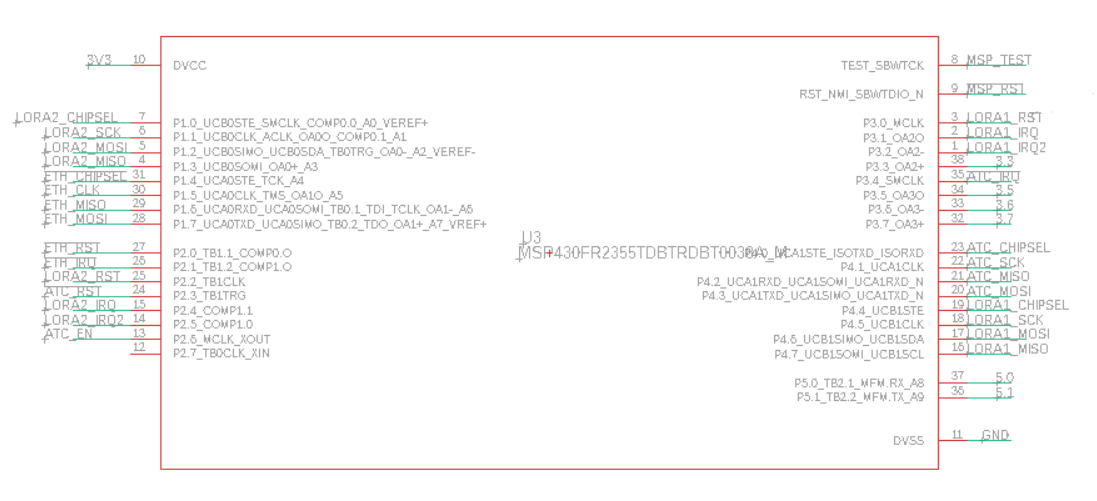 3V3 10 DVCC TEST_SBWTCK 8 MSP_TEST
RST_NMI_SBWTDIO_N 9 MSP_RST
LORA2_CHIPSEL 7 P1.0_UCB0STE_SMCLK_COMP0.0_A0_VEREF+ P3.0_MCLK 3 LORA1_RST
LORA2_SCK 6 P1.1_UCB0CLK_ACLK_OA0O_COMP0.1_A1 P3.1_OA2O 2 LORA1_IRQ
LORA2_MOSI 5 P1.2_UCB0SIMO_UCB0SDA_TB0TRG_OA0-_A2_VEREF- P3.2_OA2- 1 LORA1_IRQ2
LORA2_MISO 4 P1.3_UCB0SOMI_OA0+_A3 P3.3_OA2+ 38 3.3
ETH_CHIPSEL 31 P1.4_UCA0STE_TCK_A4 P3.4_SMCLK 35 ATC_IRQ
ETH_CLK 30 P1.5_UCA0CLK_TMS_OA1O_A5 P3.5_OA3O 34 3.5
ETH_MISO 29 P1.6_UCA0RXD_UCA0SOMI_TB0.1_TDI_TCLK_OA1-_A6 P3.6_OA3- 33 3.6
ETH_MOSI 28 P1.7_UCA0TXD_UCA0SIMO_TB0.2_TDO_OA1+_A7_VREF+ P3.7_OA3+ 32 3.7
U3
ETH_RST 27 P2.0_TB1.1_COMP0.O MSP430FR2355TDBTRDBT0038A_M _UCA1STE_ISOTXD_ISORXD 23 ATC_CHIPSEL
ETH_IRQ 26 P2.1_TB1.2_COMP1.O P4.1_UCA1CLK 22 ATC_SCK
LORA2_RST 25 P2.2_TB1CLK P4.2_UCA1RXD_UCA1SOMI_UCA1RXD_N 21 ATC_MISO
ATC_RST 24 P2.3_TB1TRG P4.3_UCA1TXD_UCA1SIMO_UCA1TXD_N 20 ATC_MOSI
LORA2_IRQ 15 P2.4_COMP1.1 P4.4_UCB1STE 19 LORA1_CHIPSEL
LORA2_IRQ2 14 P2.5_COMP1.0 P4.5_UCB1CLK 18 LORA1_SCK
ATC_EN 13 P2.6_MCLK_XOUT P4.6_UCB1SIMO_UCB1SDA 17 LORA1_MOSI
12 P2.7_TB0CLK_XIN P4.7_UCB1SOMI_UCB1SCL 16 LORA1_MISO
P5.0_TB2.1_MFM.RX_A8 37 5.0
P5.1_TB2.2_MFM.TX_A9 36 5.1
DVSS 11 GND